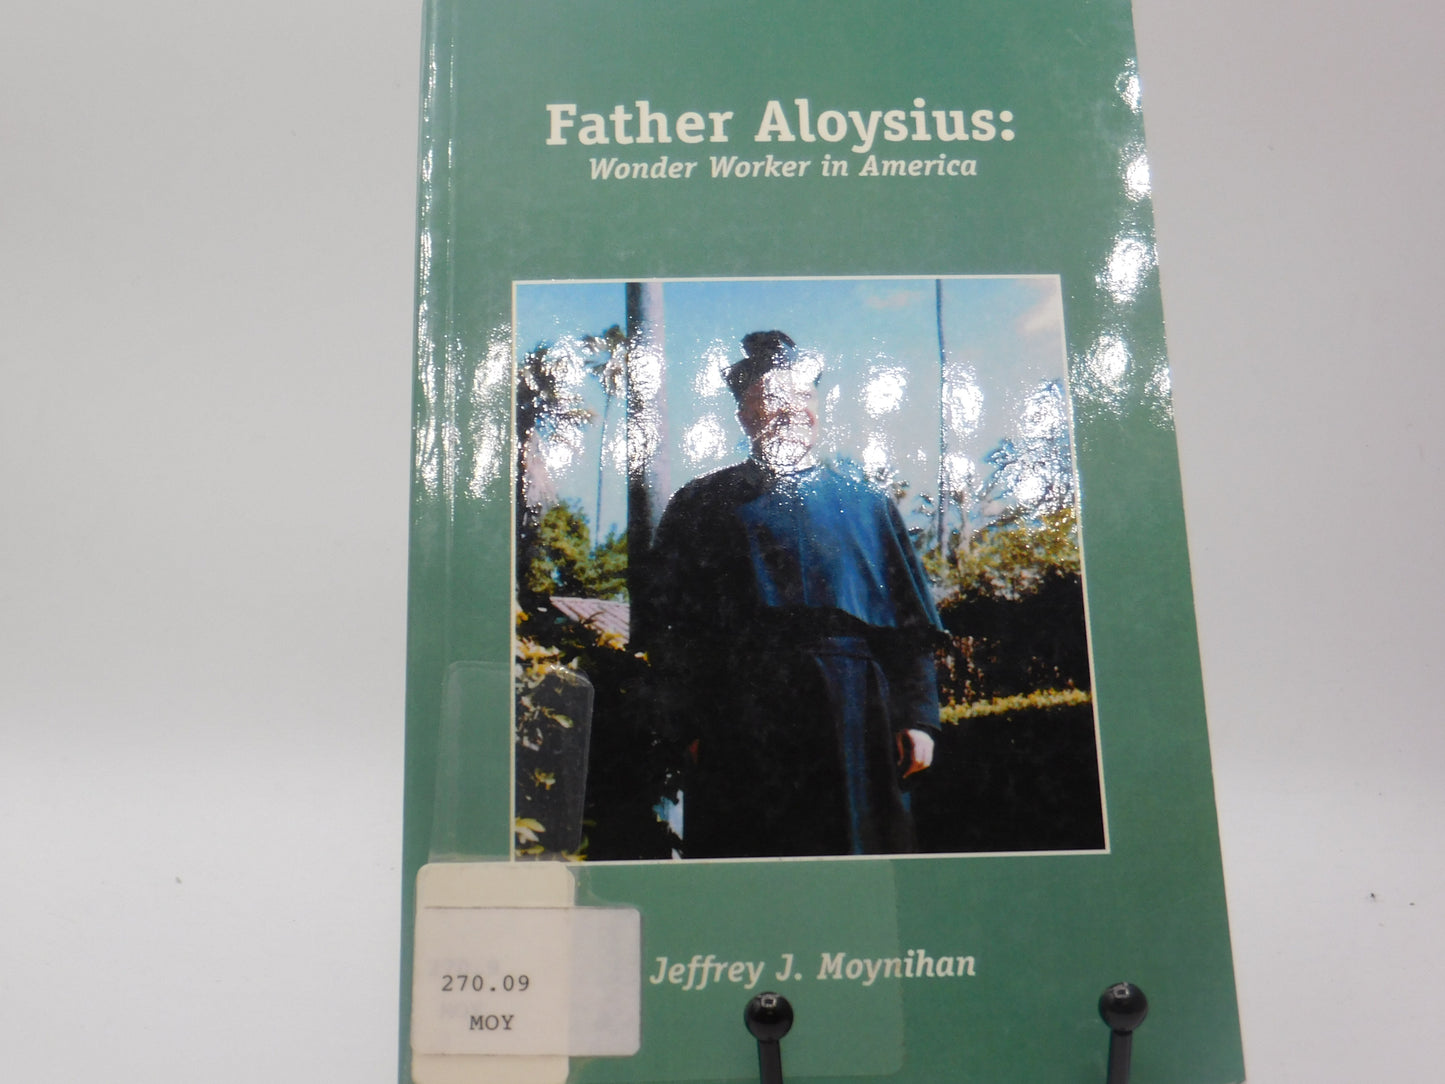 Father Aloysius:
Wonder Worker in America
Jeffrey J. Moynihan
270.09
MOY